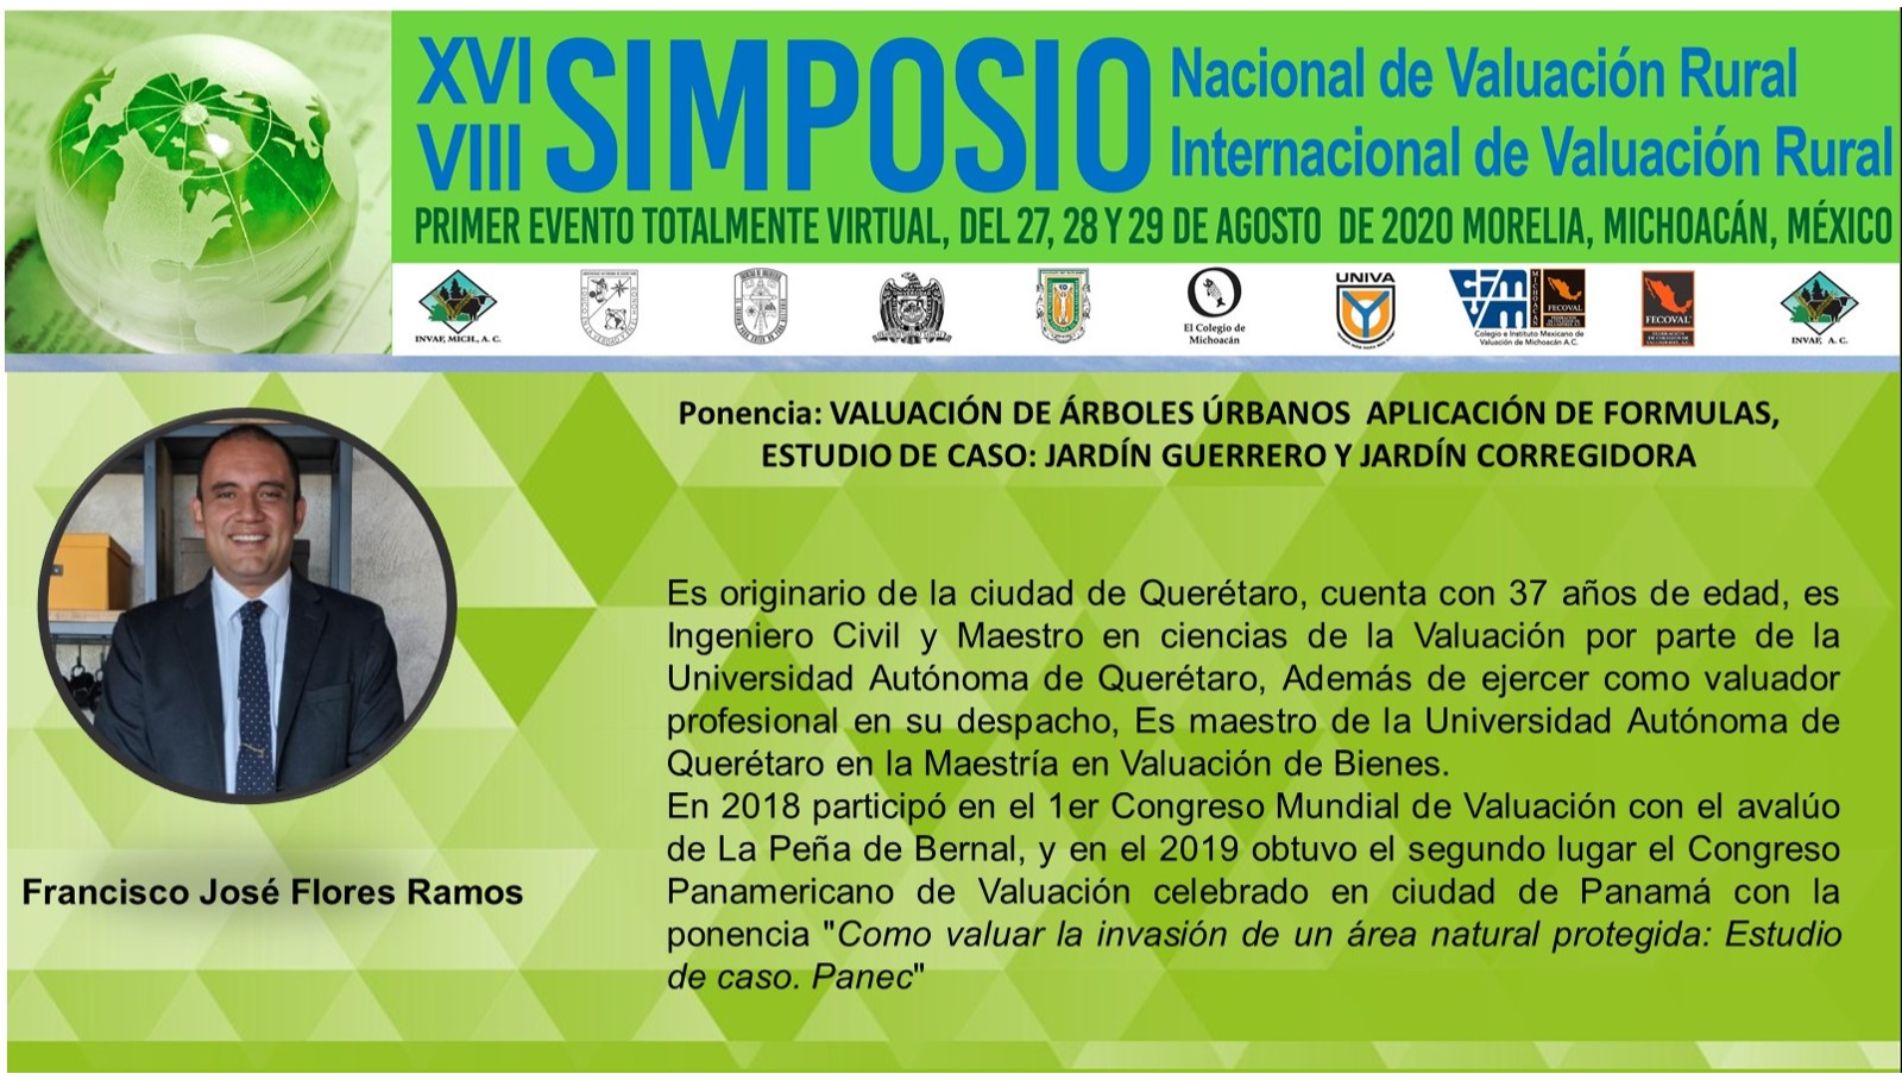 XVI SIMPOSIO Nacional de Valuación Rural
VIII Internacional de Valuación Rural
PRIMER EVENTO TOTALMENTE VIRTUAL, DEL 27, 28 Y 29 DE AGOSTO DE 2020 MORELIA, MICHOACÁN, MÉXICO
INVAF, MICH., A. C.
El Colegio de
Michoacán
UNIVA
MICHOACÁN
FECOVAL
Colegio e Instituto Mexicano de
Valuación de Michoacán A.C.
FECOVAL
INVAF, A. C.
Ponencia: VALUACIÓN DE ÁRBOLES ÚRBANOS APLICACIÓN DE FORMULAS,
ESTUDIO DE CASO: JARDÍN GUERRERO Y JARDÍN CORREGIDORA
Es originario de la ciudad de Querétaro, cuenta con 37 años de edad, es
Ingeniero Civil y Maestro en ciencias de la Valuación por parte de la
Universidad Autónoma de Querétaro, Además de ejercer como valuador
profesional en su despacho, Es maestro de la Universidad Autónoma de
Querétaro en la Maestría en Valuación de Bienes.
En 2018 participó en el 1er Congreso Mundial de Valuación con el avalúo
de La Peña de Bernal, y en el 2019 obtuvo el segundo lugar el Congreso
Panamericano de Valuación celebrado en ciudad de Panamá con la
ponencia "Como valuar la invasión de un área natural protegida: Estudio
de caso. Panec"
Francisco José Flores Ramos